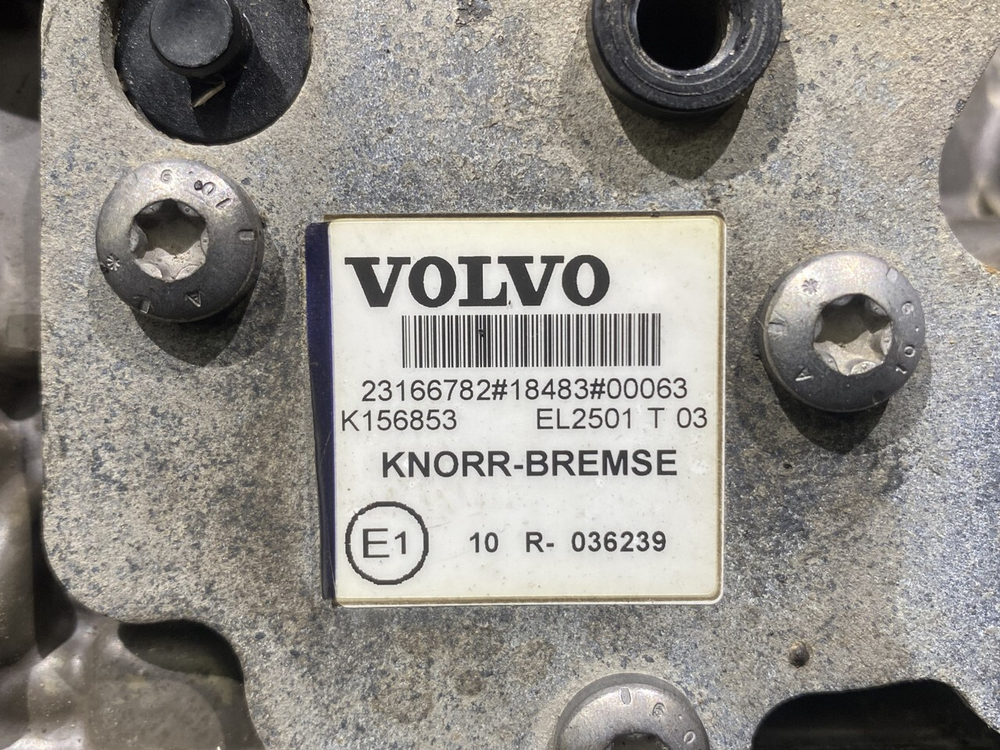 VOLVO
23166782#18483#00063
K156853 EL2501 T 03
KNORR-BREMSE
E1 10 R- 036239